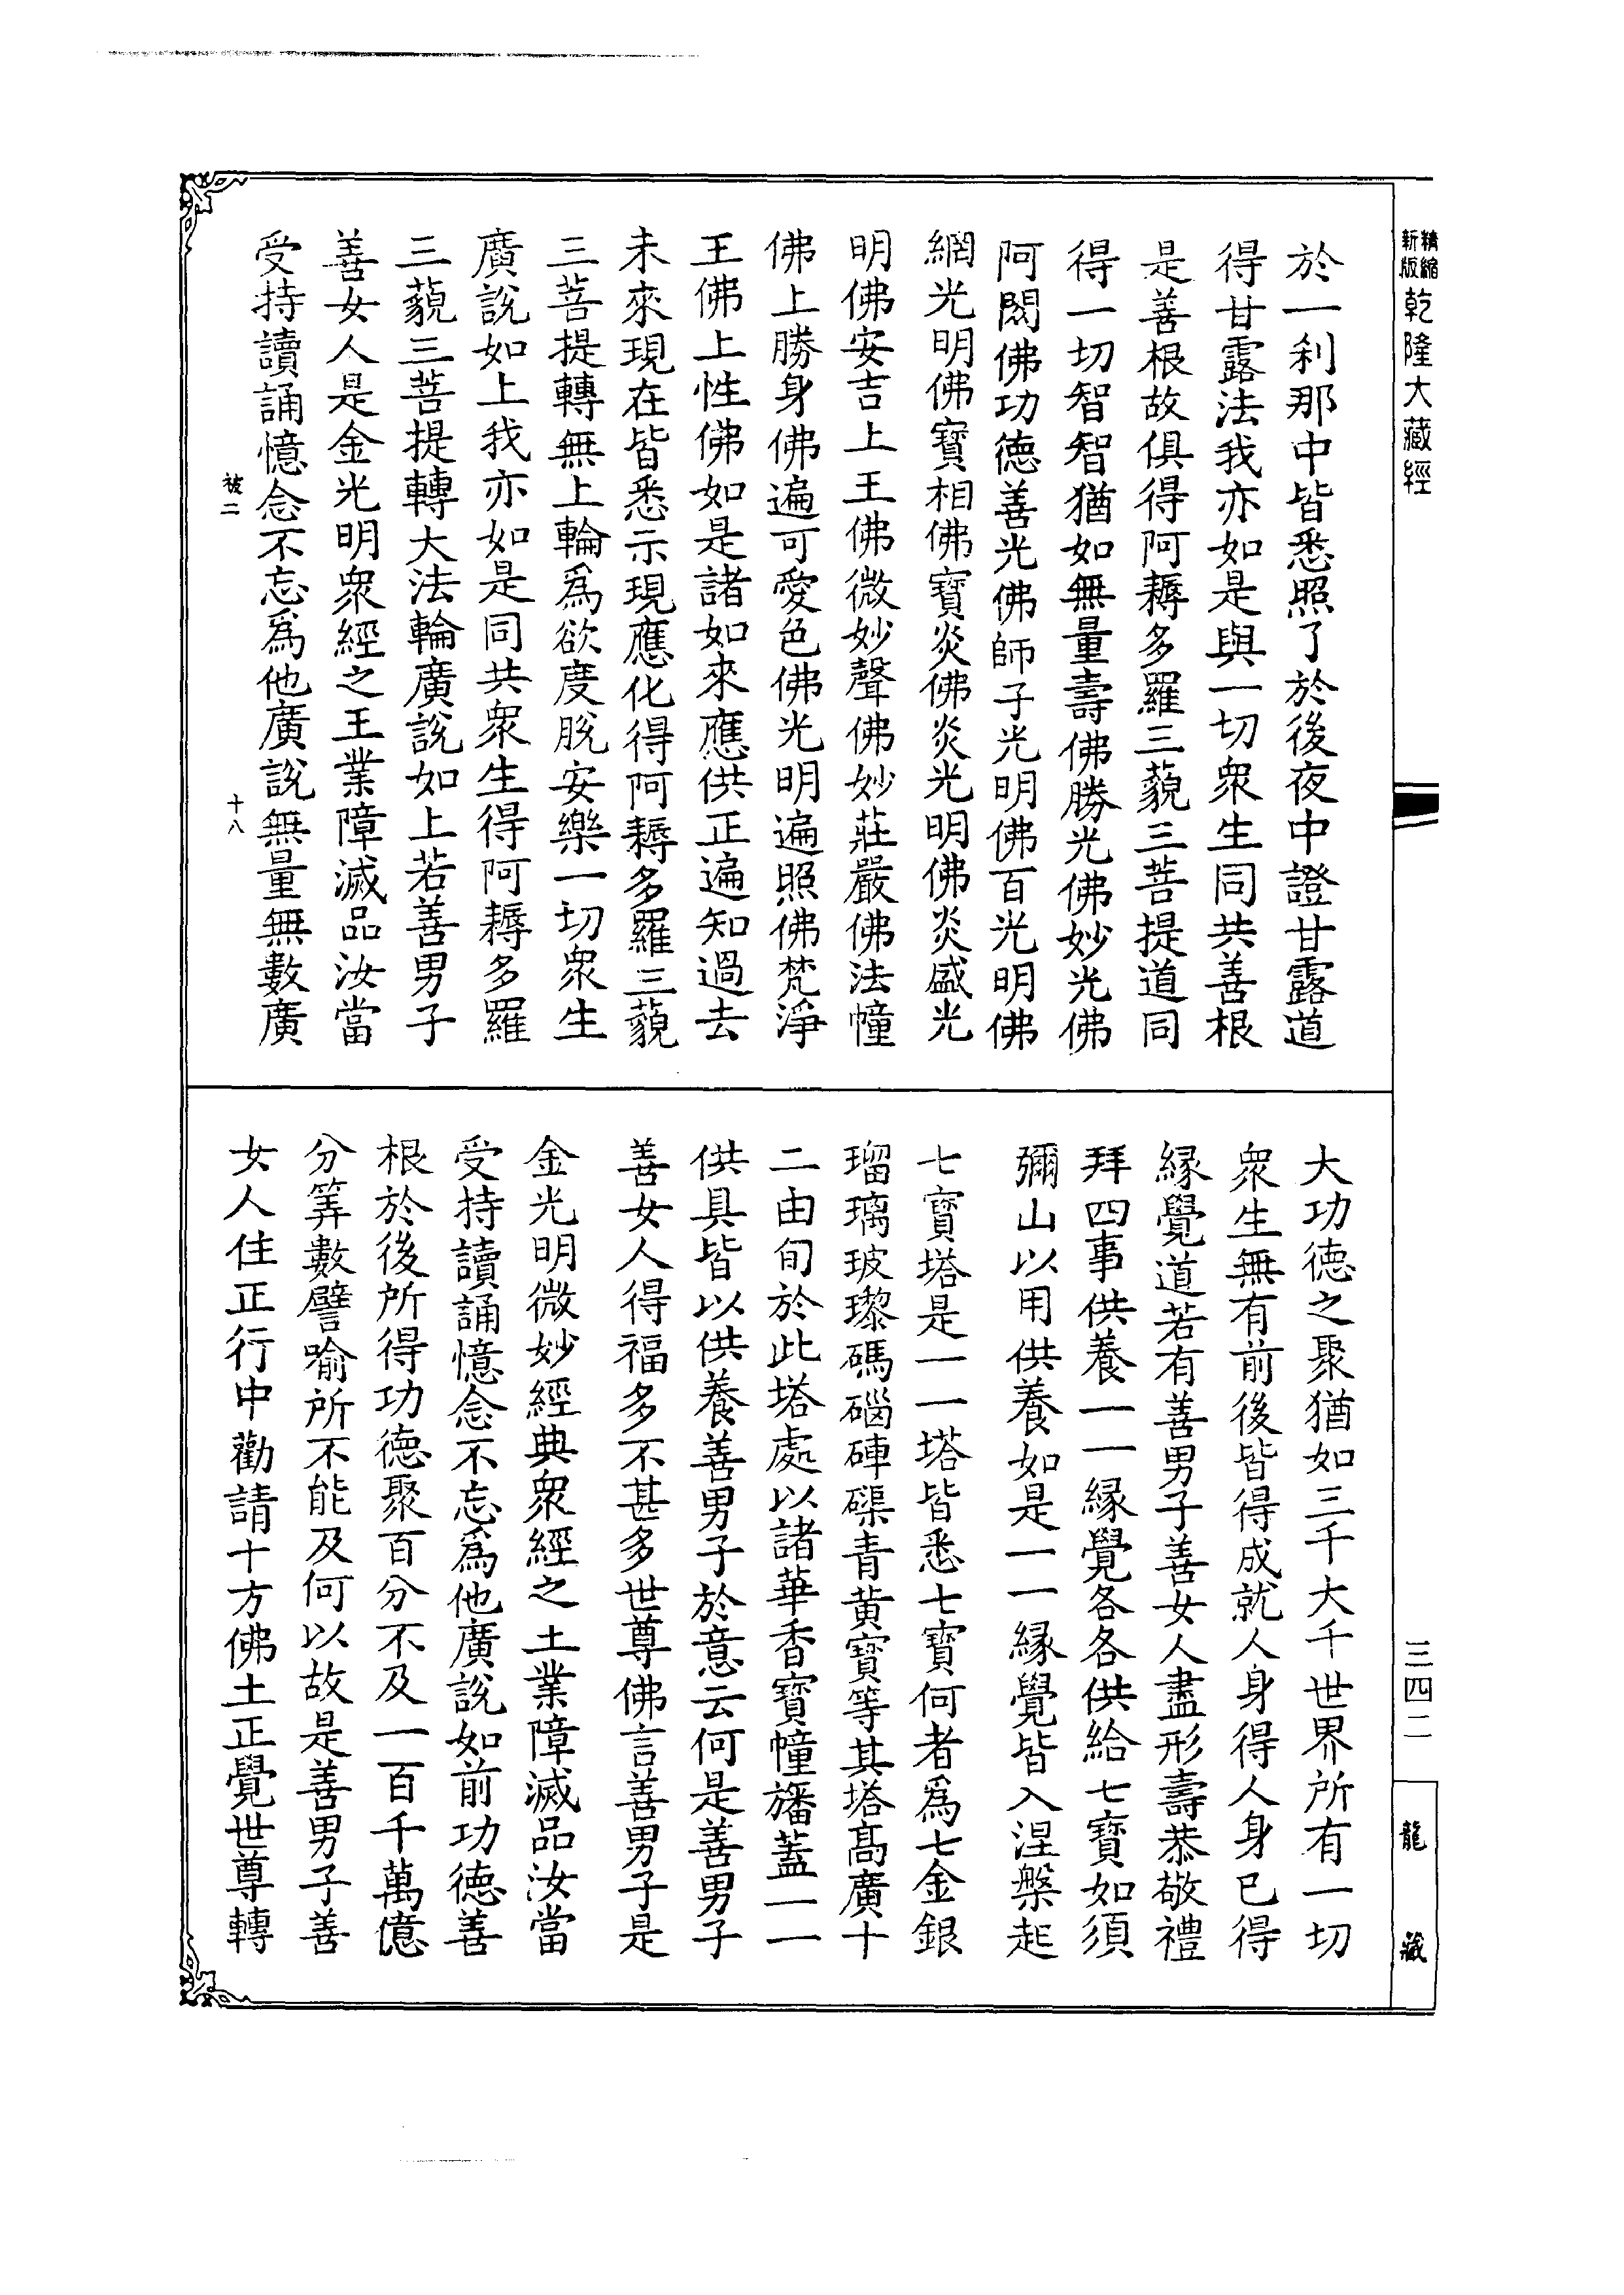 精縮新版乾隆大藏經
三四二
龍藏
於一刹那中皆悉照了於後夜中證甘露道
得甘露法我亦如是與一切衆生同共善根
是善根故俱得阿耨多羅三藐三菩提道同
得一切智智猶如無量壽佛勝光佛妙光佛
阿閦佛功德善光佛師子光明佛百光明佛
網光明佛寶相佛寶炎佛炎光明佛炎盛光
明佛安吉上王佛微妙聲佛妙莊嚴佛法幢
佛上勝身佛遍可愛色佛光明遍照佛梵淨
王佛上性佛如是諸如來應供正遍知過去
未來現在皆悉示現應化得阿耨多羅三藐
三菩提轉無上輪爲欲度脫安樂一切衆生
廣說如上我亦如是同共衆生得阿耨多羅
三藐三菩提轉大法輪廣說如上若善男子
善女人是金光明衆經之王業障滅品汝當
受持讀誦憶念不忘爲他廣說無量無數廣
被二 十八
大功德之聚猶如三千大千世界所有一切
衆生無有前後皆得成就人身得人身已得
緣覺道若有善男子善女人盡形壽恭敬禮
拜四事供養一一緣覺各各供給七寶如須
彌山以用供養如是一一緣覺皆入涅槃起
七寶塔是一一塔皆悉七寶何者爲七金銀
瑠璃玻瓈碼碯硨磲青黃寶等其塔高廣十
二由旬於此塔處以諸華香寶幢旛蓋一一
供具皆以供養善男子於意云何是善男子
善女人得福多不甚多世尊佛言善男子是
金光明微妙經典衆經之土業障滅品汝當
受持讀誦憶念不忘爲他廣說如前功德善
根於後所得功德聚百分不及一百千萬億
分筭數譬喻所不能及何以故是善男子善
女人住正行中勸請十方佛土正覺世尊轉